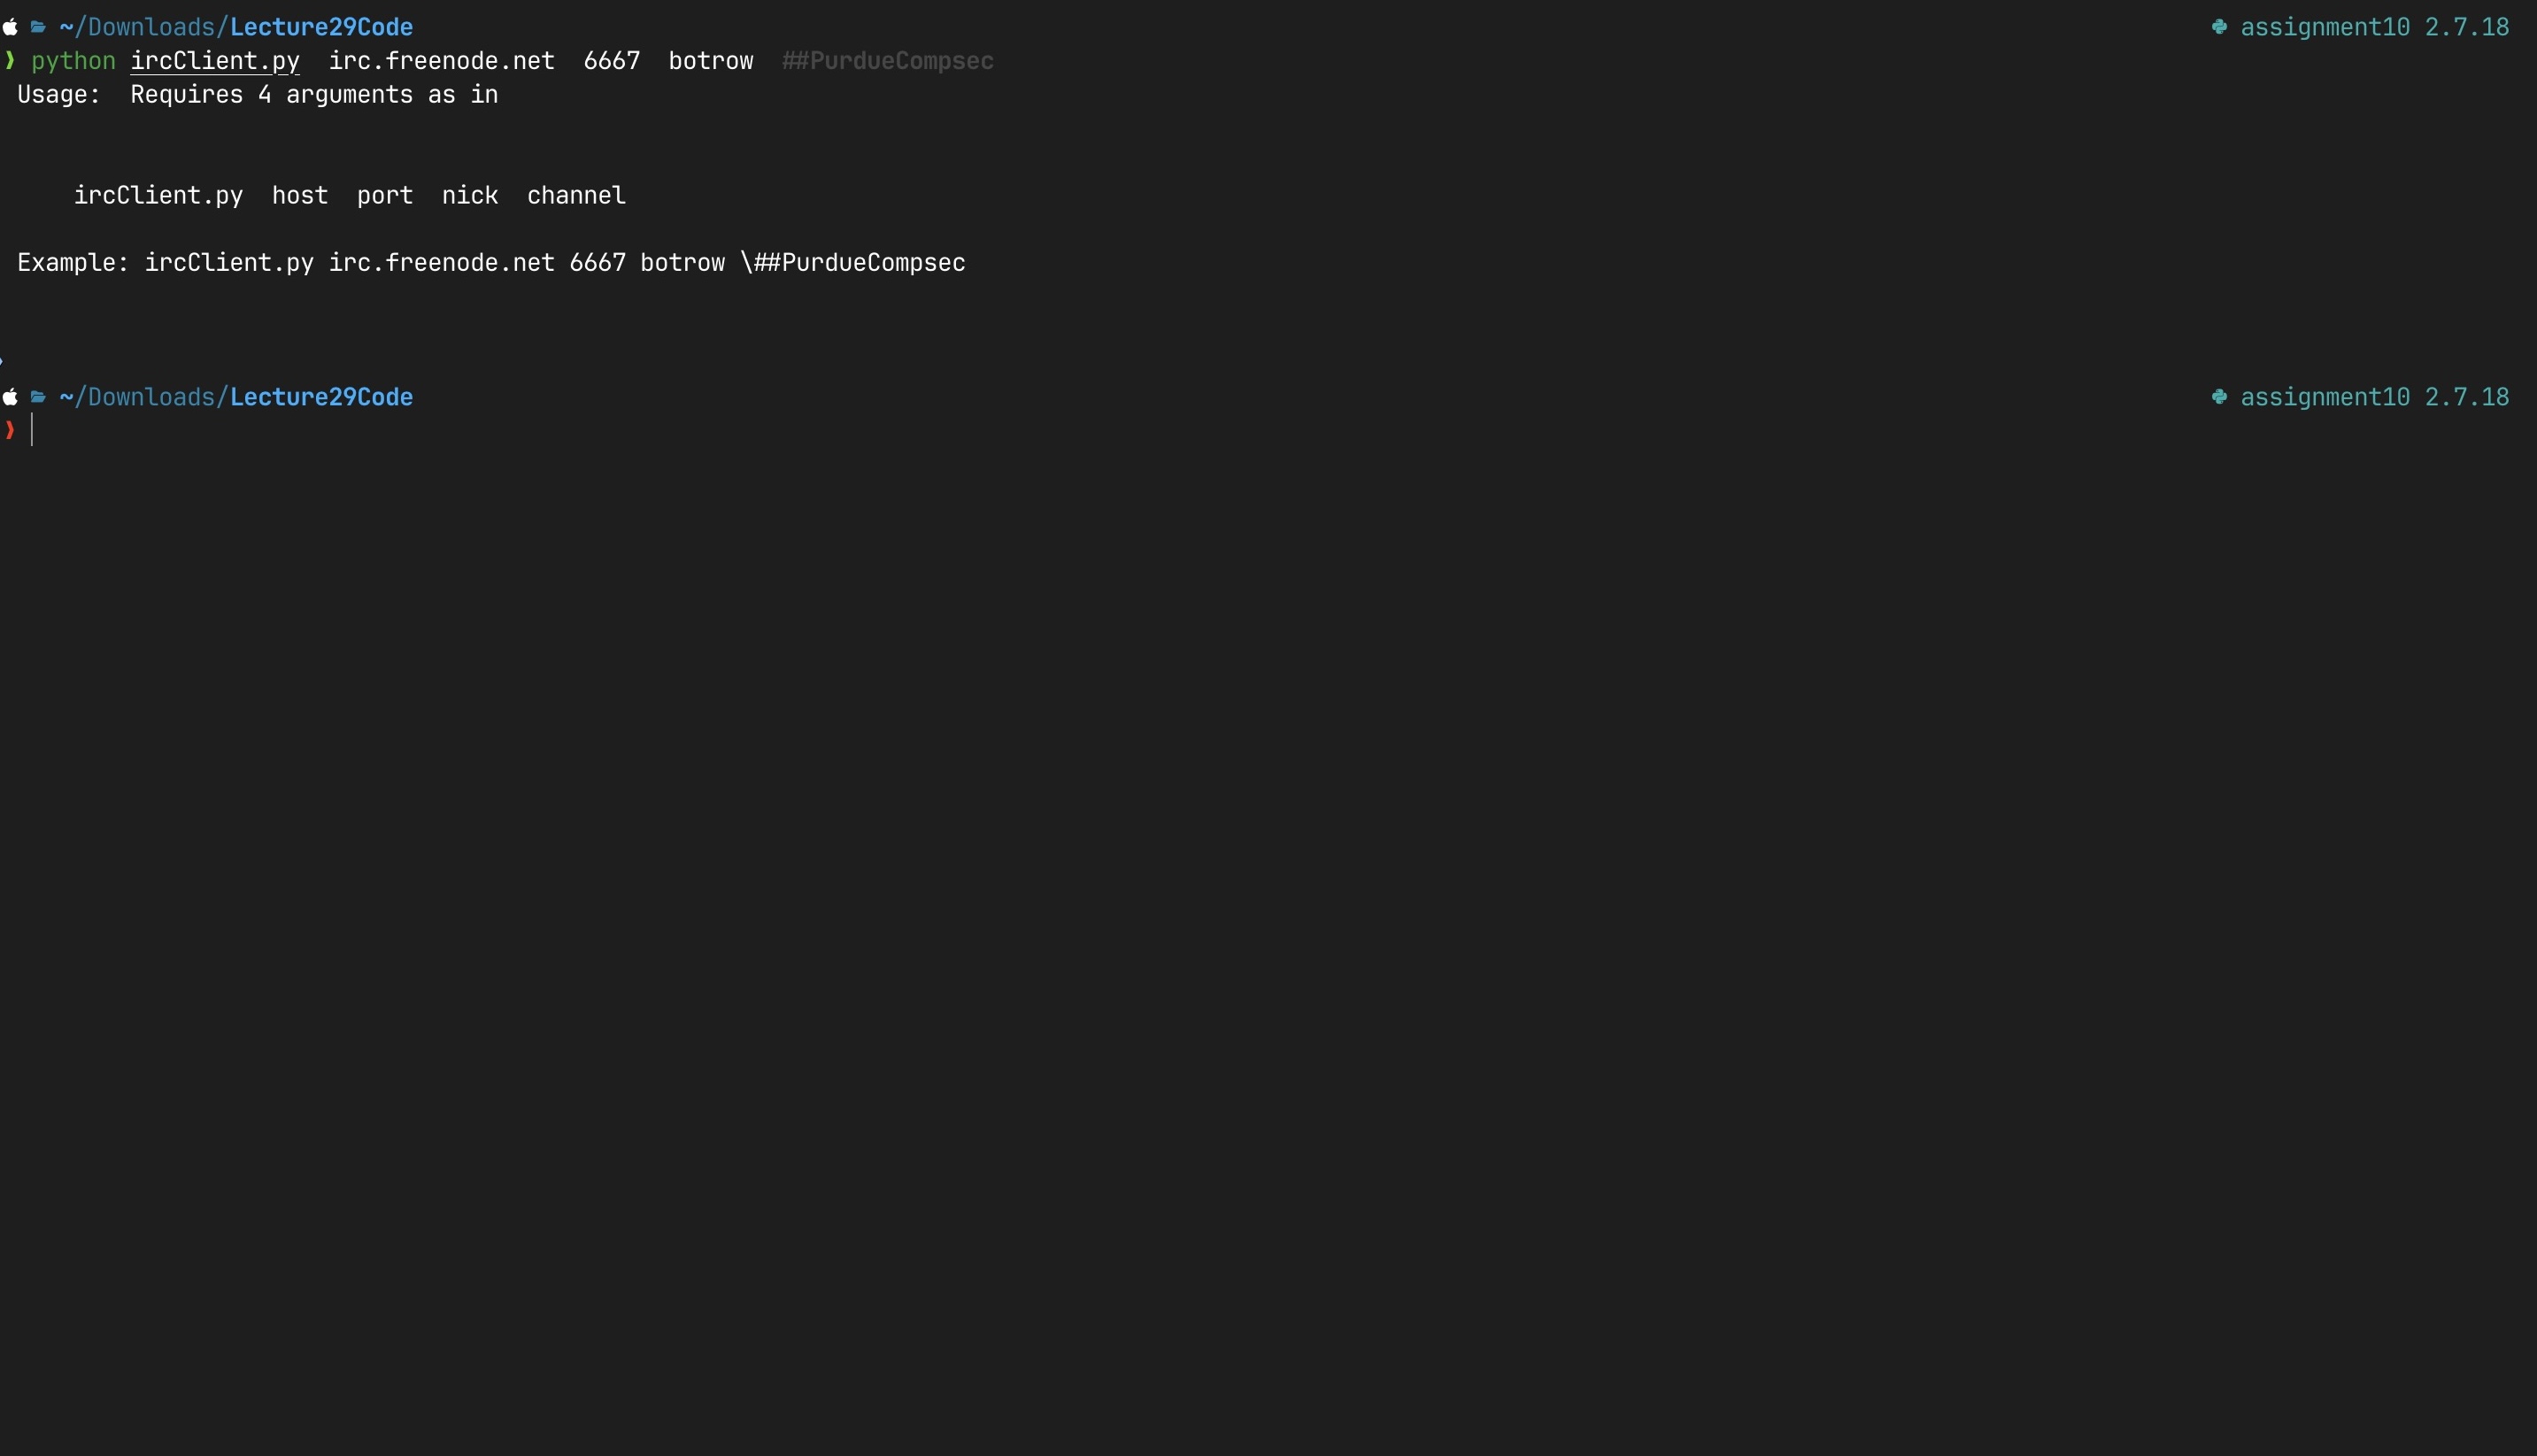 ~/Downloads/Lecture29Code assignment10 2.7.18
❱ python ircClient.py  irc.freenode.net  6667  botrow  ##PurdueCompsec
Usage:  Requires 4 arguments as in
ircClient.py  host  port  nick  channel
Example: ircClient.py irc.freenode.net 6667 botrow \##PurdueCompsec
~/Downloads/Lecture29Code assignment10 2.7.18
❱